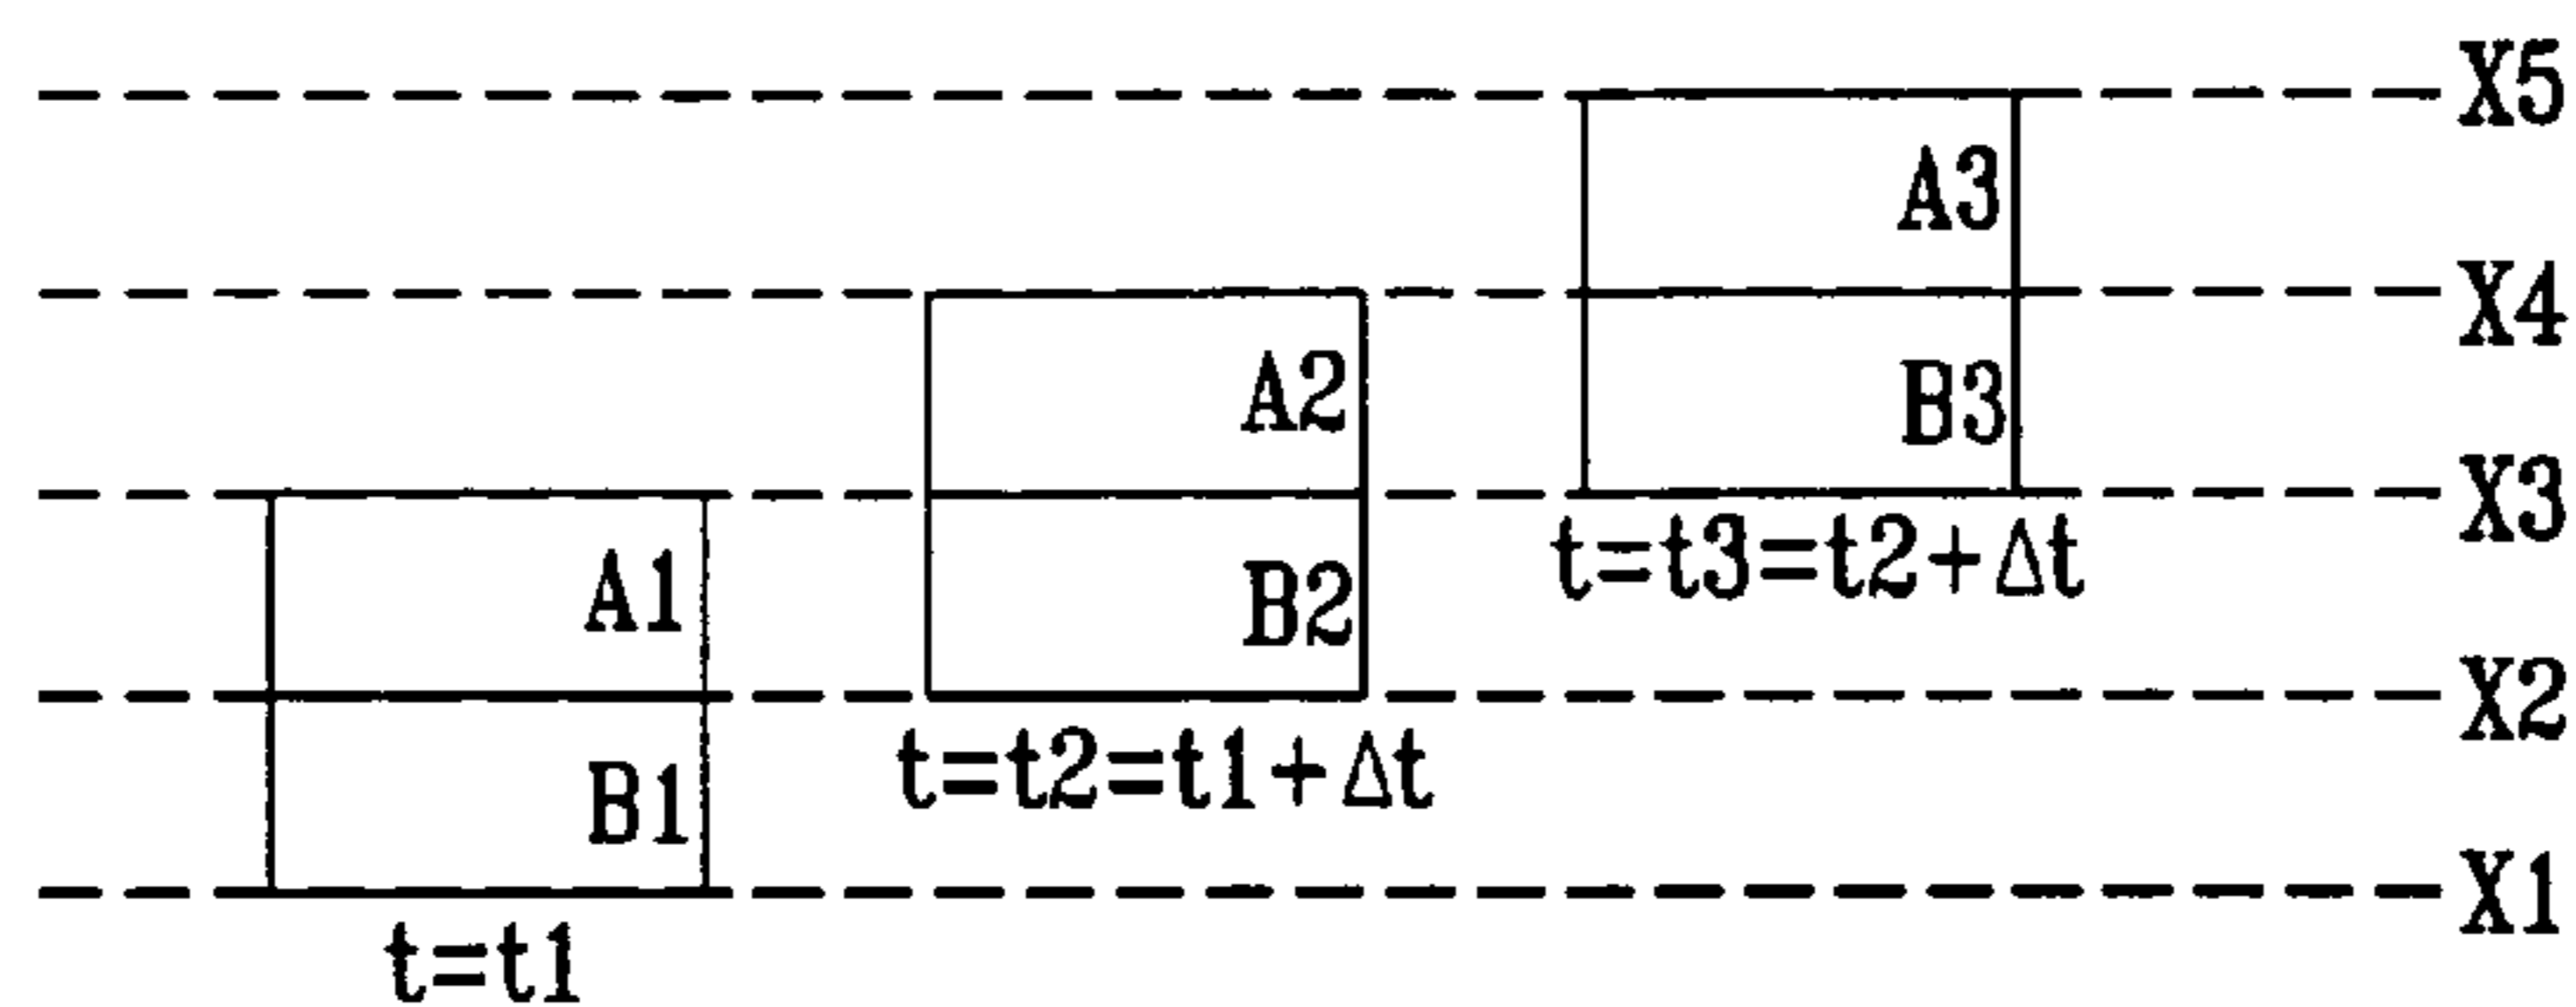 X5
A3
X4
A2
B3
X3
t=t3=t2+Δt
A1
B2
X2
t=t2=t1+Δt
B1
X1
t=t1